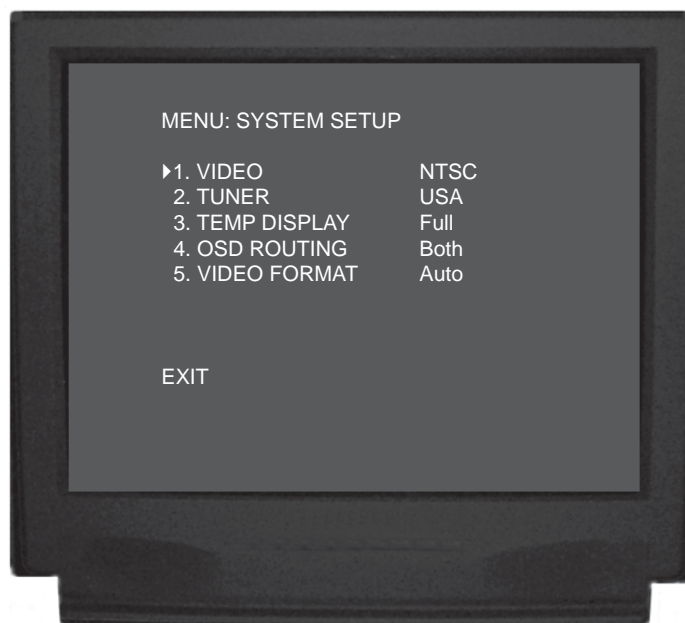 MENU: SYSTEM SETUP
1. VIDEO NTSC
2. TUNER USA
3. TEMP DISPLAY Full
4. OSD ROUTING Both
5. VIDEO FORMAT Auto
EXIT